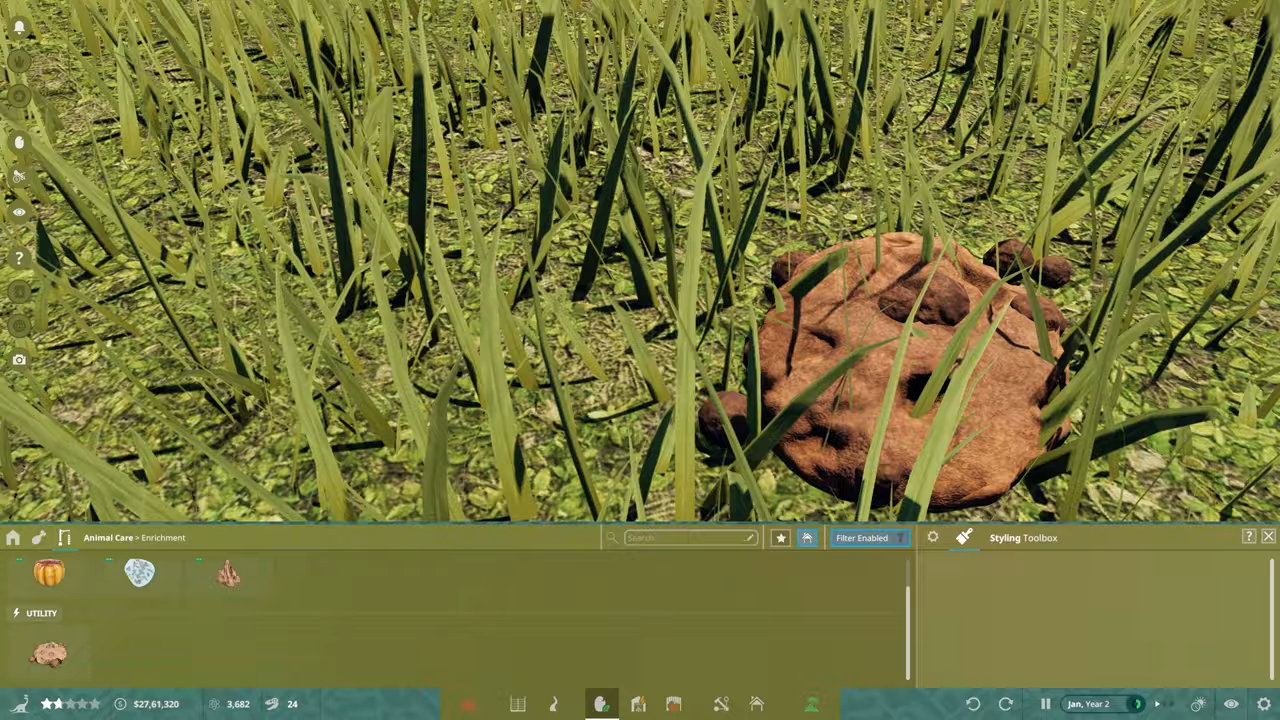 Animal Care > Enrichment
Search
Filter Enabled
Styling Toolbox
?
UTILITY
$27,61,320
3,682
24
Jan, Year 2
?